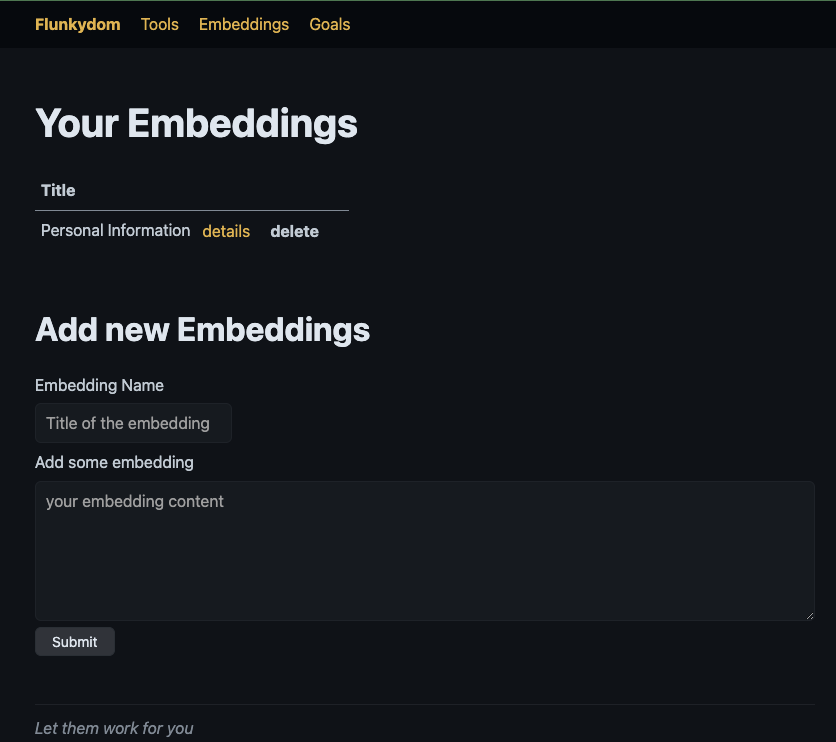 Flunkydom Tools Embeddings Goals
Your Embeddings
Title
Personal Information details delete
Add new Embeddings
Embedding Name
Title of the embedding
Add some embedding
your embedding content
Submit
Let them work for you